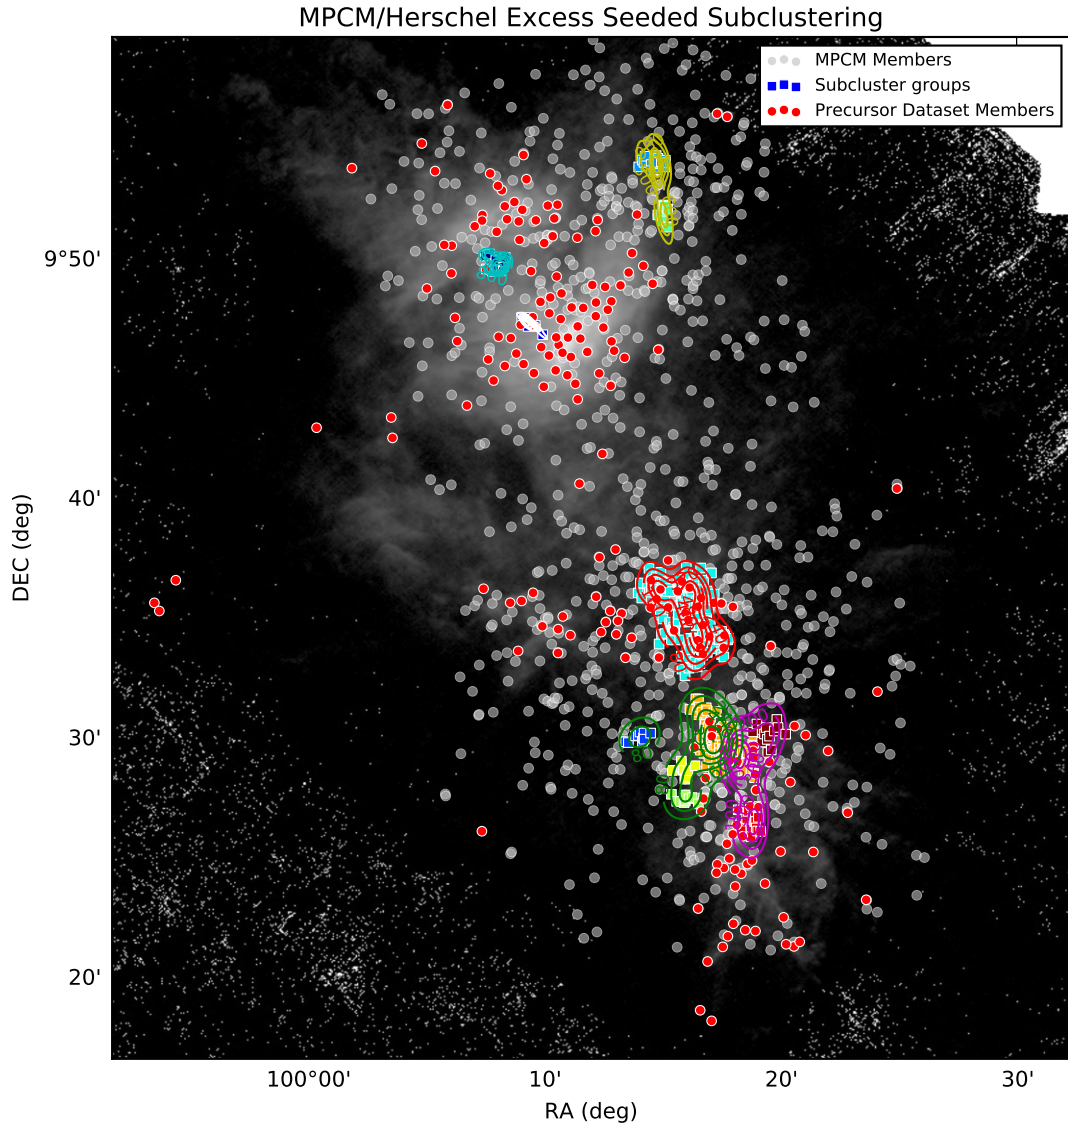 MPCM/Herschel Excess Seeded Subclustering
MPCM Members
Subcluster groups
Precursor Dataset Members
9°50'
40'
30'
20'
DEC (deg)
100°00'
10'
20'
30'
RA (deg)